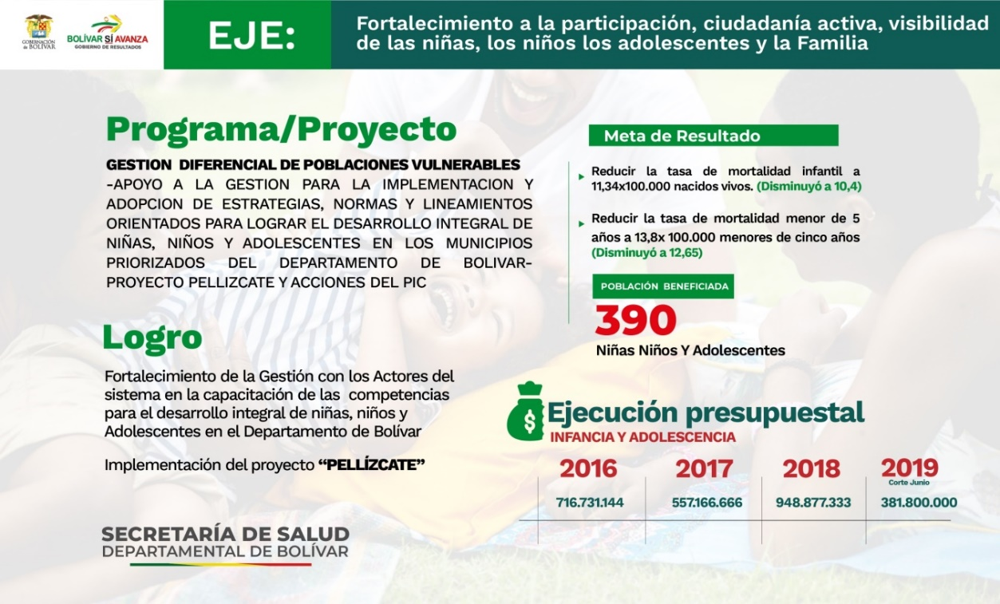 GOBERNACIÓN
de BOLÍVAR
BOLÍVAR SÍ AVANZA
GOBIERNO DE RESULTADOS
EJE:
Fortalecimiento a la participación, ciudadanía activa, visibilidad
de las niñas, los niños los adolescentes y la Familia
Programa/Proyecto
GESTION DIFERENCIAL DE POBLACIONES VULNERABLES
-APOYO A LA GESTION PARA LA IMPLEMENTACION Y
ADOPCION DE ESTRATEGIAS, NORMAS Y LINEAMIENTOS
ORIENTADOS PARA LOGRAR EL DESARROLLO INTEGRAL DE
NIÑAS, NIÑOS Y ADOLESCENTES EN LOS MUNICIPIOS
PRIORIZADOS DEL DEPARTAMENTO DE BOLIVAR-
PROYECTO PELLIZCATE Y ACCIONES DEL PIC
Logro
Fortalecimiento de la Gestión con los Actores del
sistema en la capacitación de las competencias
para el desarrollo integral de niñas, niños y
Adolescentes en el Departamento de Bolívar
Implementación del proyecto “PELLÍZCATE”
SECRETARÍA DE SALUD
DEPARTAMENTAL DE BOLÍVAR
Meta de Resultado
Reducir la tasa de mortalidad infantil a
11,34x100.000 nacidos vivos. (Disminuyó a 10,4)
Reducir la tasa de mortalidad menor de 5
años a 13,8x 100.000 menores de cinco años
(Disminuyó a 12,65)
POBLACIÓN BENEFICIADA
390
Niñas Niños Y Adolescentes
$
Ejecución presupuestal
INFANCIA Y ADOLESCENCIA
2016 2017 2018 2019
Corte Junio
716.731.144 557.166.666 948.877.333 381.800.000